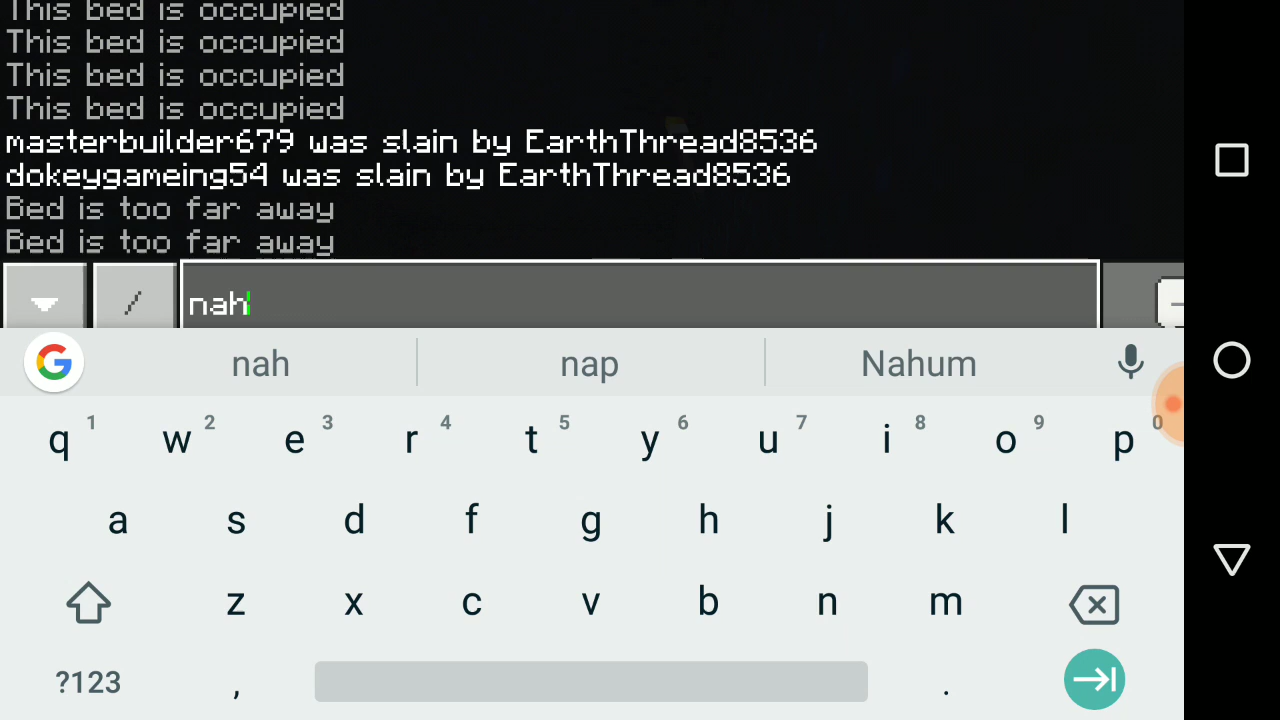 This bed is occupied
This bed is occupied
This bed is occupied
This bed is occupied
masterbuilder679 was slain by EarthThread8536
dokeygameing54 was slain by EarthThread8536
Bed is too far away
Bed is too far away
/ nah
G nah nap Nahum
1 2 3 4 5 6 7 8 9 0
q w e r t y u i o p
a s d f g h j k l
z x c v b n m
?123 , .